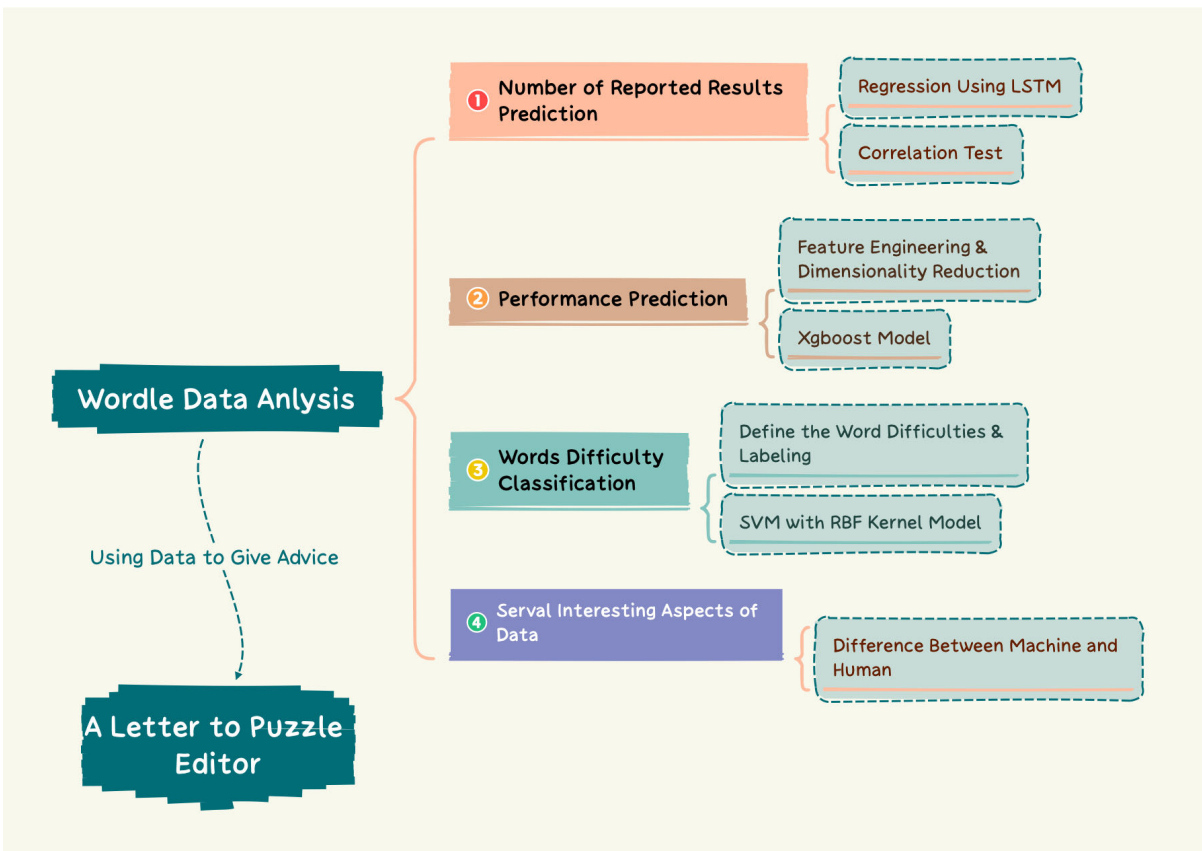 1 Number of Reported Results
Prediction
Regression Using LSTM
Correlation Test
2 Performance Prediction
Feature Engineering &
Dimensionality Reduction
Xgboost Model
Wordle Data Anlysis
3 Words Difficulty
Classification
Define the Word Difficulties &
Labeling
SVM with RBF Kernel Model
Using Data to Give Advice
4 Serval Interesting Aspects of
Data
Difference Between Machine and
Human
A Letter to Puzzle
Editor